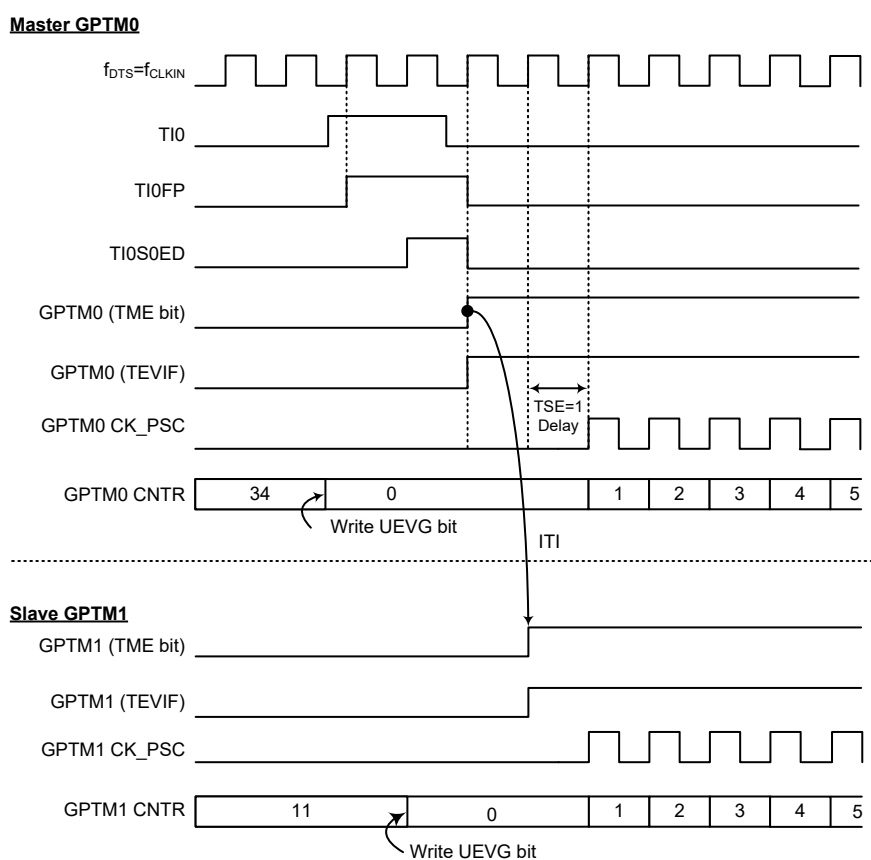 Master GPTM0
fDTS=fCLKIN
TI0
TI0FP
TI0S0ED
GPTM0 (TME bit)
GPTM0 (TEVIF)
TSE=1
Delay
GPTM0 CK_PSC
GPTM0 CNTR 34 0 1 2 3 4 5
Write UEVG bit
ITI
Slave GPTM1
GPTM1 (TME bit)
GPTM1 (TEVIF)
GPTM1 CK_PSC
GPTM1 CNTR 11 0 1 2 3 4 5
Write UEVG bit